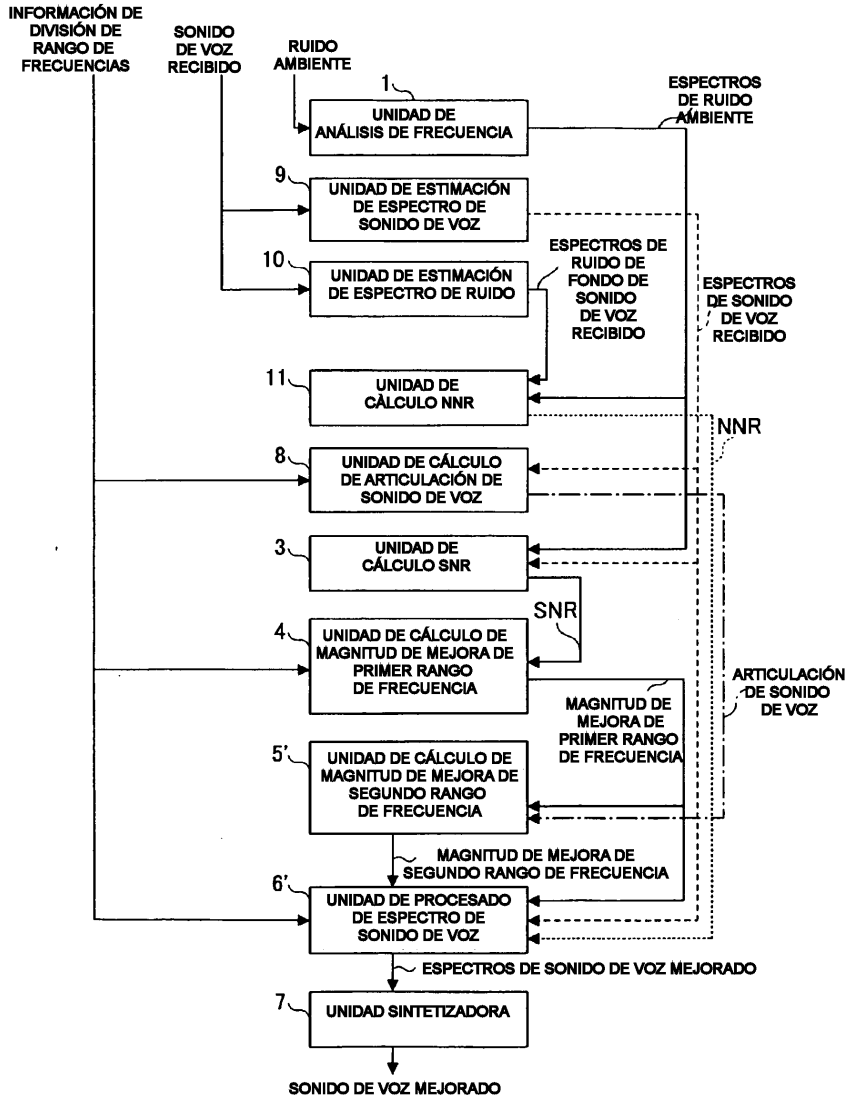 INFORMACIÓN DE
DIVISIÓN DE
RANGO DE
FRECUENCIAS
SONIDO
DE VOZ
RECIBIDO
RUIDO
AMBIENTE
1
UNIDAD DE
ANÁLISIS DE FRECUENCIA
ESPECTROS
DE RUIDO
AMBIENTE
9
UNIDAD DE ESTIMACIÓN
DE ESPECTRO DE
SONIDO DE VOZ
10
UNIDAD DE ESTIMACIÓN
DE ESPECTRO DE RUIDO
ESPECTROS DE
RUIDO DE
FONDO DE
SONIDO
DE VOZ
RECIBIDO
ESPECTROS
DE SONIDO
DE VOZ
RECIBIDO
11
UNIDAD DE
CÀLCULO NNR
NNR
8
UNIDAD DE CÁLCULO
DE ARTICULACIÓN DE
SONIDO DE VOZ
3
UNIDAD DE
CÁLCULO SNR
SNR
4
UNIDAD DE CÁLCULO DE
MAGNITUD DE MEJORA DE
PRIMER RANGO
DE FRECUENCIA
MAGNITUD DE
MEJORA DE
PRIMER RANGO
DE FRECUENCIA
ARTICULACIÓN
DE SONIDO
DE VOZ
5'
UNIDAD DE CÁLCULO DE
MAGNITUD DE MEJORA DE
SEGUNDO RANGO
DE FRECUENCIA
MAGNITUD DE MEJORA DE
SEGUNDO RANGO DE FRECUENCIA
6'
UNIDAD DE PROCESADO
DE ESPECTRO DE
SONIDO DE VOZ
ESPECTROS DE SONIDO DE VOZ MEJORADO
7
UNIDAD SINTETIZADORA
SONIDO DE VOZ MEJORADO